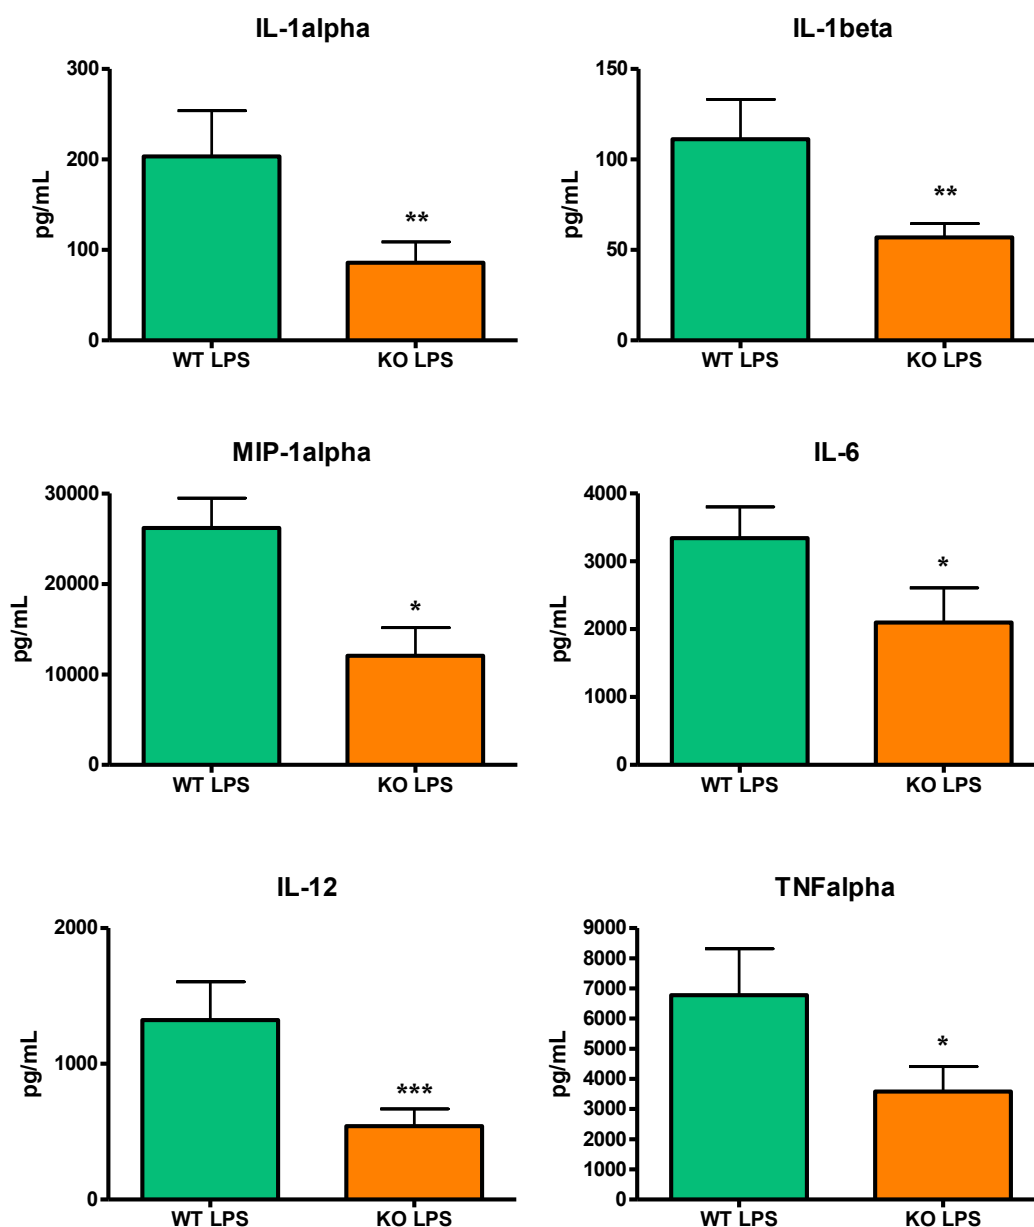 IL-1alpha
300
200
100
0
pg/mL
**
WT LPS
KO LPS
IL-1beta
150
100
50
0
pg/mL
**
WT LPS
KO LPS
MIP-1alpha
30000
20000
10000
0
pg/mL
*
WT LPS
KO LPS
IL-6
4000
3000
2000
1000
0
pg/mL
*
WT LPS
KO LPS
IL-12
2000
1000
0
pg/mL
***
WT LPS
KO LPS
TNFalpha
9000
8000
7000
6000
5000
4000
3000
2000
1000
0
pg/mL
*
WT LPS
KO LPS